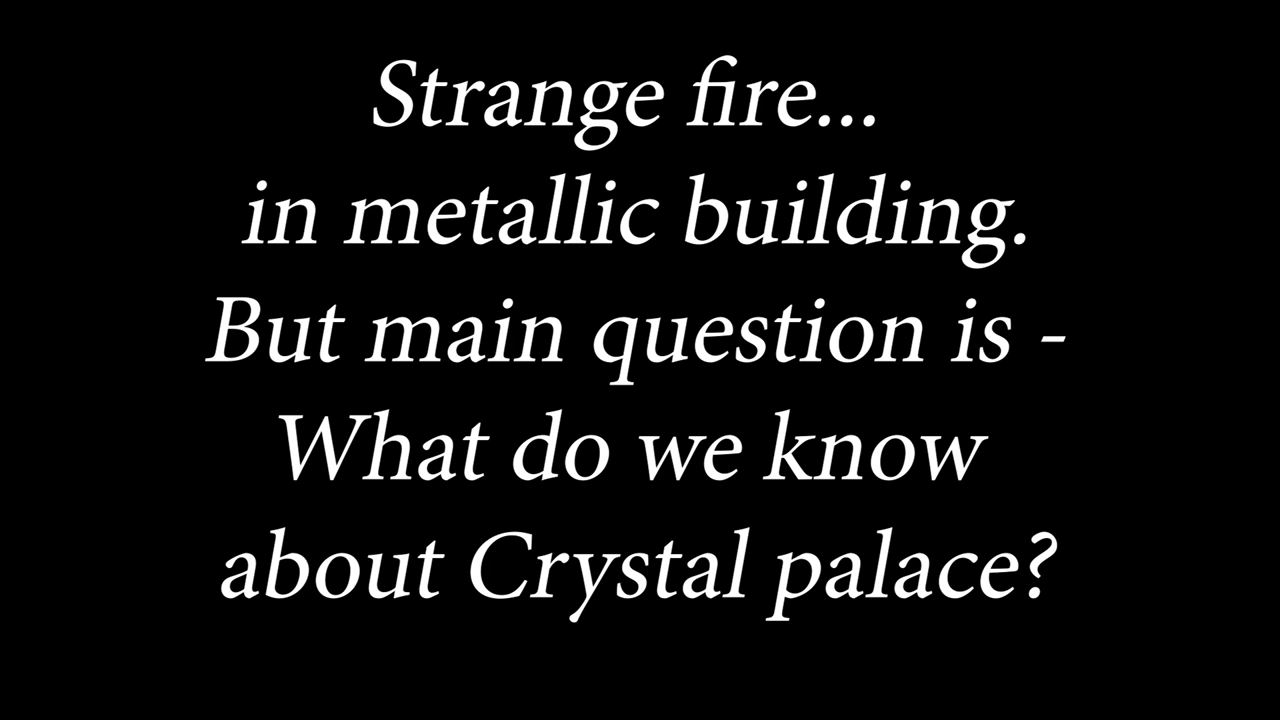 Strange fire...
in metallic building.
But main question is -
What do we know
about Crystal palace?